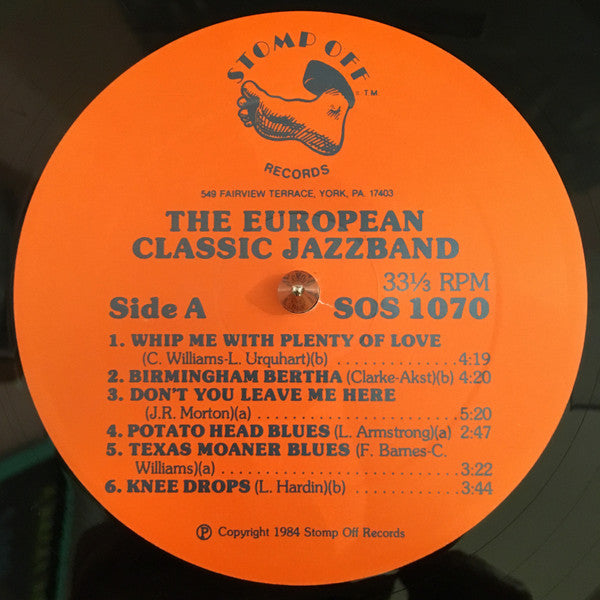 STOMP OFF
™
RECORDS
549 FAIRVIEW TERRACE, YORK, PA. 17403
THE EUROPEAN
CLASSIC JAZZBAND
33⅓ RPM
Side A SOS 1070
1. WHIP ME WITH PLENTY OF LOVE
(C. Williams-L. Urquhart)(b) . . . . . . . . . . . . 4:19
2. BIRMINGHAM BERTHA (Clarke-Akst)(b) 4:20
3. DON'T YOU LEAVE ME HERE
(J.R. Morton)(a) . . . . . . . . . . . . . . . . . . . . . . . 5:20
4. POTATO HEAD BLUES (L. Armstrong)(a) 2:47
5. TEXAS MOANER BLUES (F. Barnes-C.
Williams)(a) . . . . . . . . . . . . . . . . . . . . . . . 3:22
6. KNEE DROPS (L. Hardin)(b) . . . . . . . . . . . . 3:44
Ⓟ Copyright 1984 Stomp Off Records